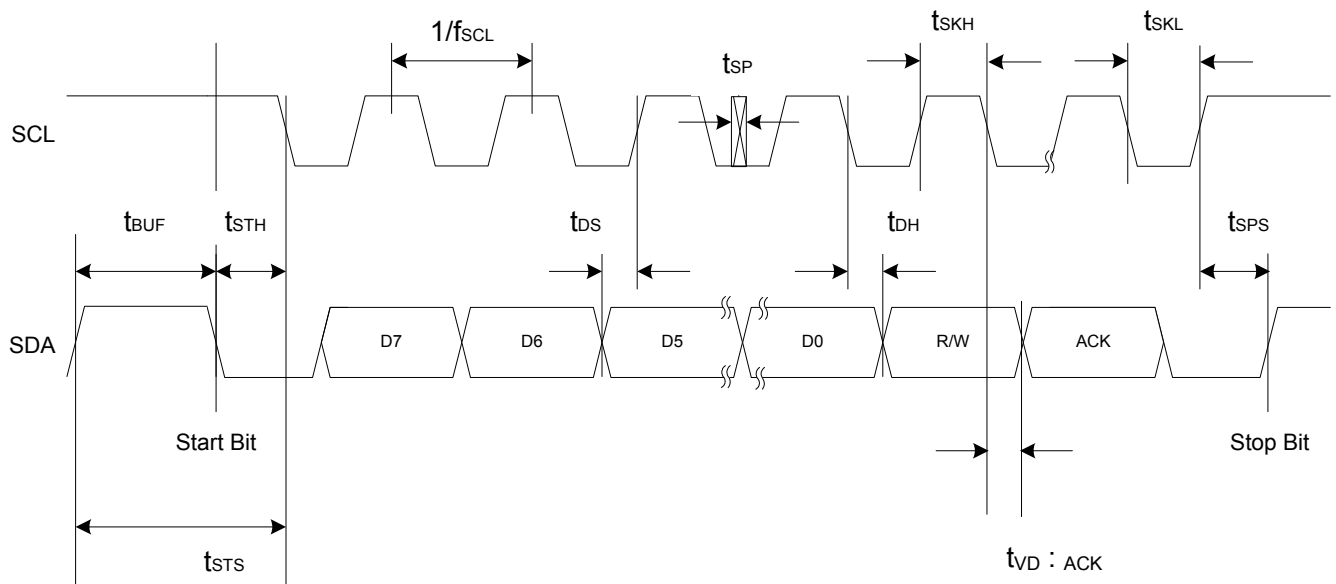 1/fSCL
tSKH
tSKL
tSP
SCL
tBUF
tSTH
tDS
tDH
tSPS
SDA
D7
D6
D5
D0
R/W
ACK
Start Bit
Stop Bit
tSTS
tVD : ACK